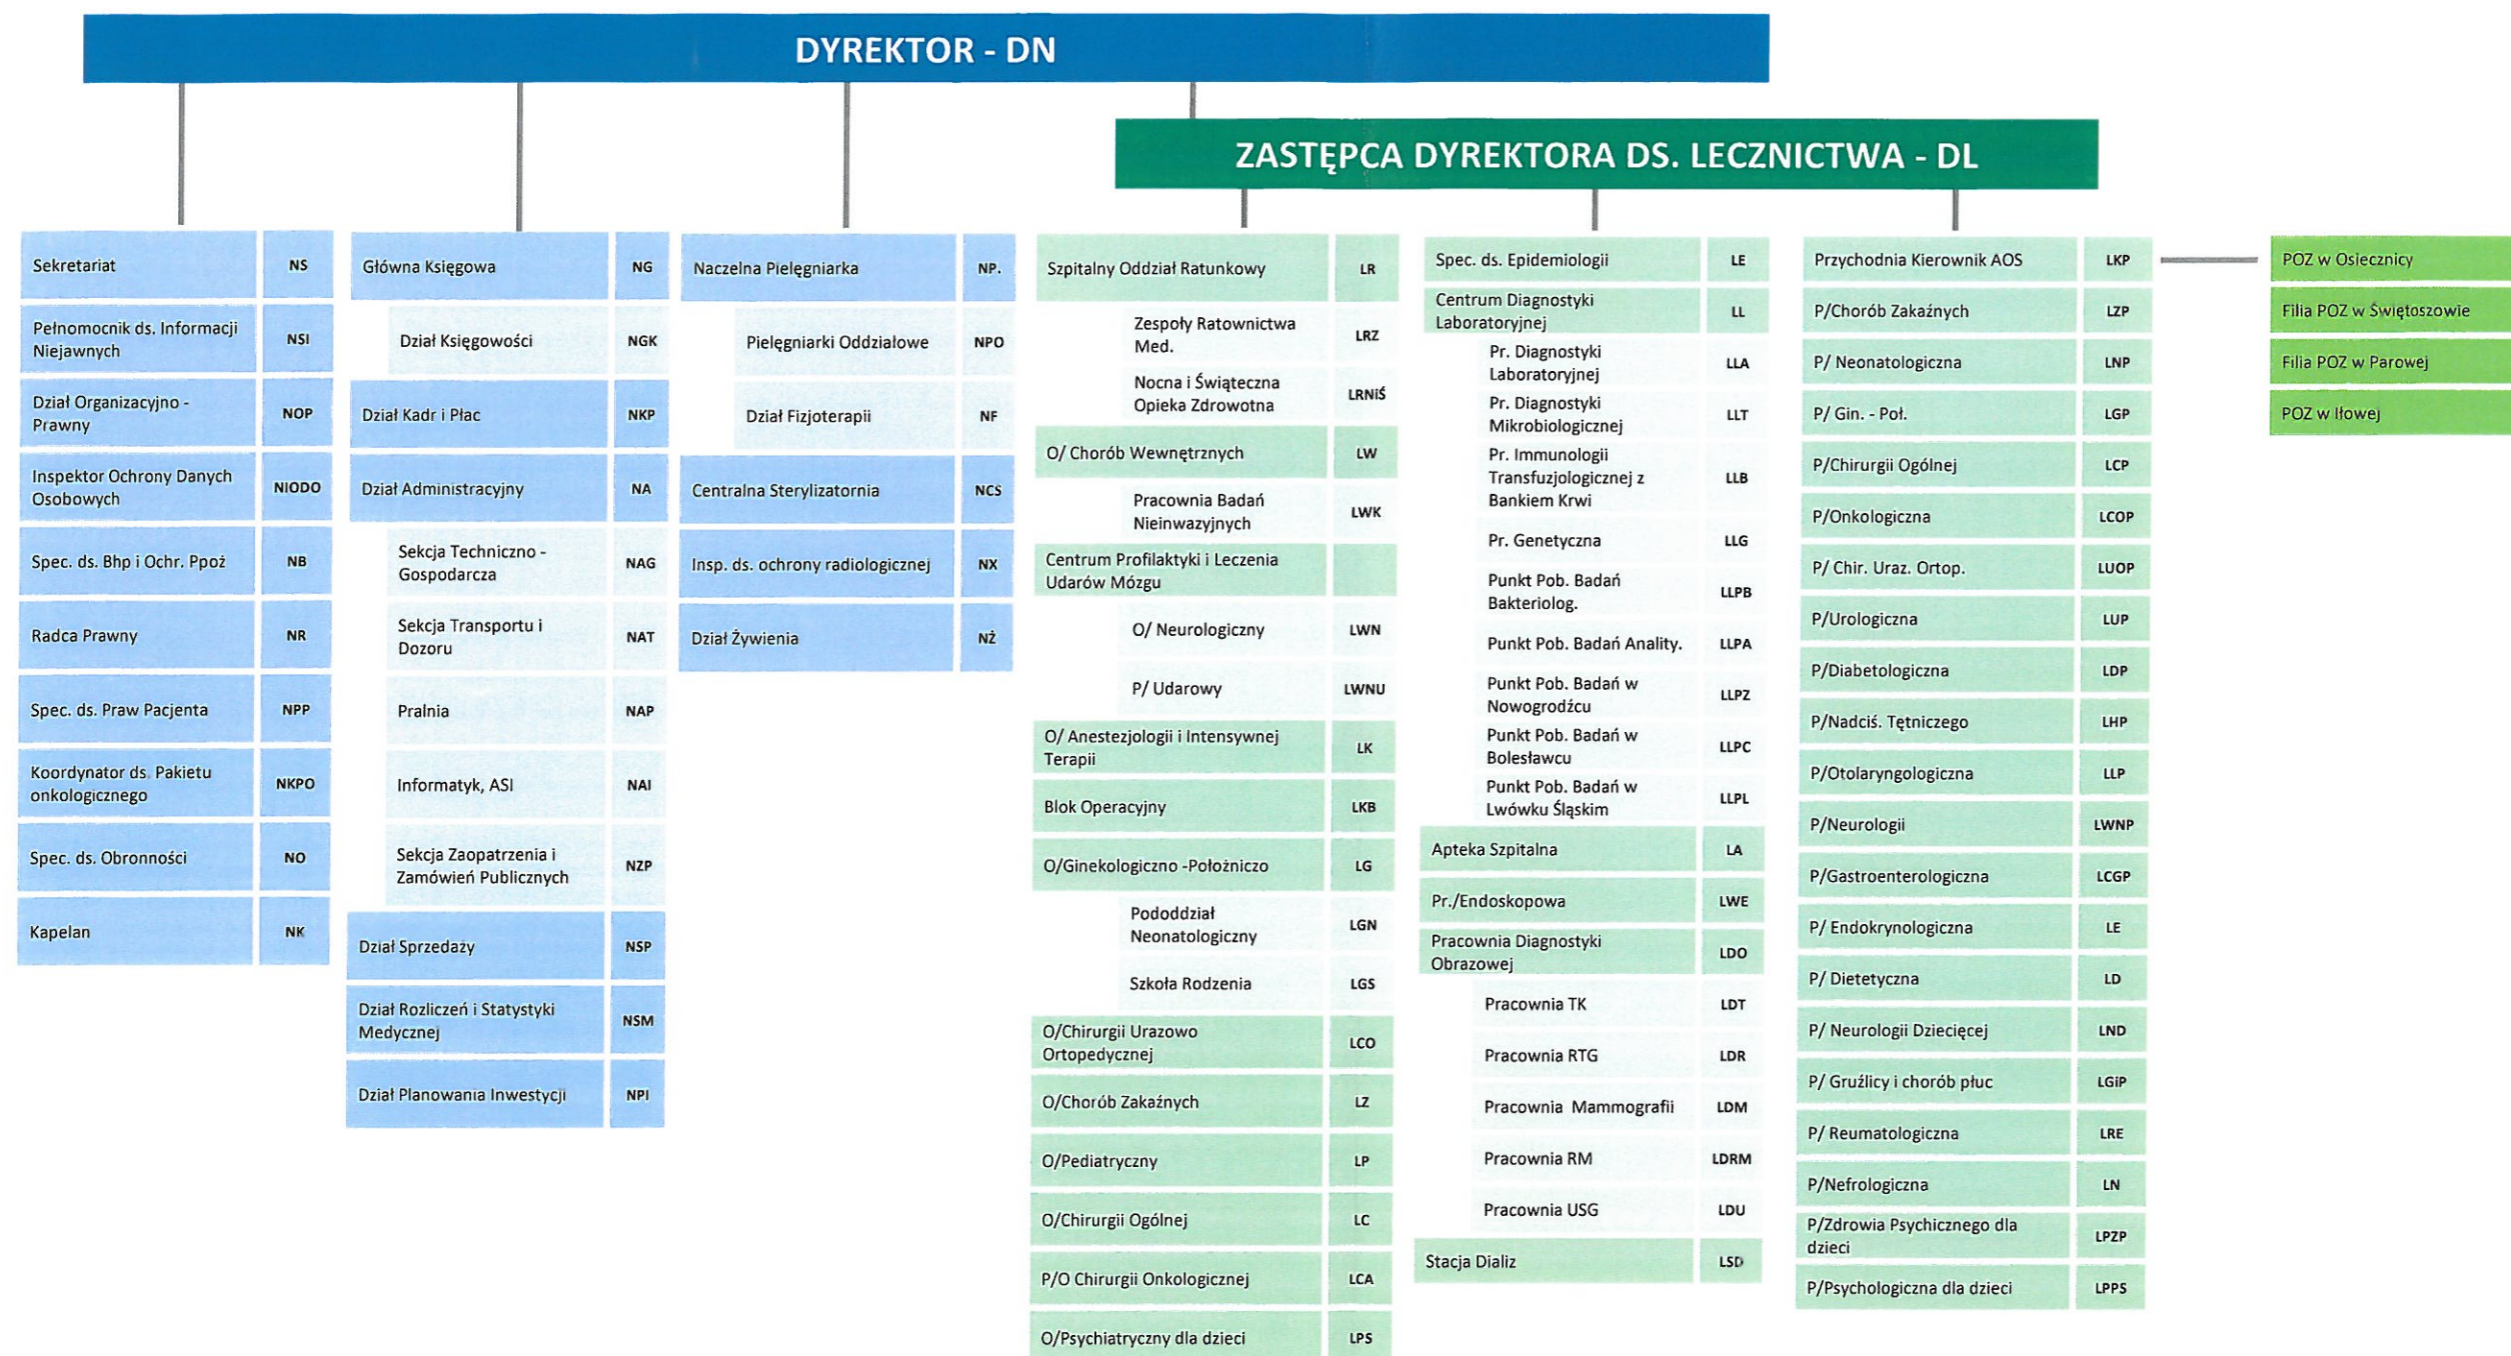 DYREKTOR - DN
ZASTĘPCA DYREKTORA DS. LECZNICTWA - DL
Sekretariat NS
Pełnomocnik ds. Informacji
Niejawnych NSI
Dział Organizacyjno -
Prawny NOP
Inspektor Ochrony Danych
Osobowych NIODO
Spec. ds. Bhp i Ochr. Ppoż NB
Radca Prawny NR
Spec. ds. Praw Pacjenta NPP
Koordynator ds. Pakietu
onkologicznego NKPO
Spec. ds. Obronności NO
Kapelan NK
Główna Księgowa NG
Dział Księgowości NGK
Dział Kadr i Płac NKP
Dział Administracyjny NA
Sekcja Techniczno -
Gospodarcza NAG
Sekcja Transportu i
Dozoru NAT
Pralnia NAP
Informatyk, ASI NAI
Sekcja Zaopatrzenia i
Zamówień Publicznych NZP
Dział Sprzedaży NSP
Dział Rozliczeń i Statystyki
Medycznej NSM
Dział Planowania Inwestycji NPI
Naczelna Pielęgniarka NP.
Pielęgniarki Oddziałowe NPO
Dział Fizjoterapii NF
Centralna Sterylizatornia NCS
Insp. ds. ochrony radiologicznej NX
Dział Żywienia NŻ
Szpitalny Oddział Ratunkowy LR
Zespoły Ratownictwa
Med. LRZ
Nocna i Świąteczna
Opieka Zdrowotna LRNiŚ
O/ Chorób Wewnętrznych LW
Pracownia Badań
Nieinwazyjnych LWK
Centrum Profilaktyki i Leczenia
Udarów Mózgu
O/ Neurologiczny LWN
P/ Udarowy LWNU
O/ Anestezjologii i Intensywnej
Terapii LK
Blok Operacyjny LKB
O/Ginekologiczno -Położniczo LG
Pododdział
Neonatologiczny LGN
Szkoła Rodzenia LGS
O/Chirurgii Urazowo
Ortopedycznej LCO
O/Chorób Zakaźnych LZ
O/Pediatryczny LP
O/Chirurgii Ogólnej LC
P/O Chirurgii Onkologicznej LCA
O/Psychiatryczny dla dzieci LPS
Spec. ds. Epidemiologii LE
Centrum Diagnostyki
Laboratoryjnej LL
Pr. Diagnostyki
Laboratoryjnej LLA
Pr. Diagnostyki
Mikrobiologicznej LLT
Pr. Immunologii
Transfuzjologicznej z
Bankiem Krwi LLB
Pr. Genetyczna LLG
Punkt Pob. Badań
Bakteriolog. LLPB
Punkt Pob. Badań Anality. LLPA
Punkt Pob. Badań w
Nowogrodźcu LLPZ
Punkt Pob. Badań w
Bolesławcu LLPC
Punkt Pob. Badań w
Lwówku Śląskim LLPL
Apteka Szpitalna LA
Pr./Endoskopowa LWE
Pracownia Diagnostyki
Obrazowej LDO
Pracownia TK LDT
Pracownia RTG LDR
Pracownia Mammografii LDM
Pracownia RM LDRM
Pracownia USG LDU
Stacja Dializ LSD
Przychodnia Kierownik AOS LKP
P/Chorób Zakaźnych LZP
P/ Neonatologiczna LNP
P/ Gin. - Poł. LGP
P/Chirurgii Ogólnej LCP
P/Onkologiczna LCOP
P/ Chir. Uraz. Ortop. LUOP
P/Urologiczna LUP
P/Diabetologiczna LDP
P/Nadciś. Tętniczego LHP
P/Otolaryngologiczna LLP
P/Neurologii LWNP
P/Gastroenterologiczna LCGP
P/ Endokrynologiczna LE
P/ Dietetyczna LD
P/ Neurologii Dziecięcej LND
P/ Gruźlicy i chorób płuc LGiP
P/ Reumatologiczna LRE
P/Nefrologiczna LN
P/Zdrowia Psychicznego dla
dzieci LPZP
P/Psychologiczna dla dzieci LPPS
POZ w Osiecznicy
Filia POZ w Świętoszowie
Filia POZ w Parowej
POZ w Iłowej